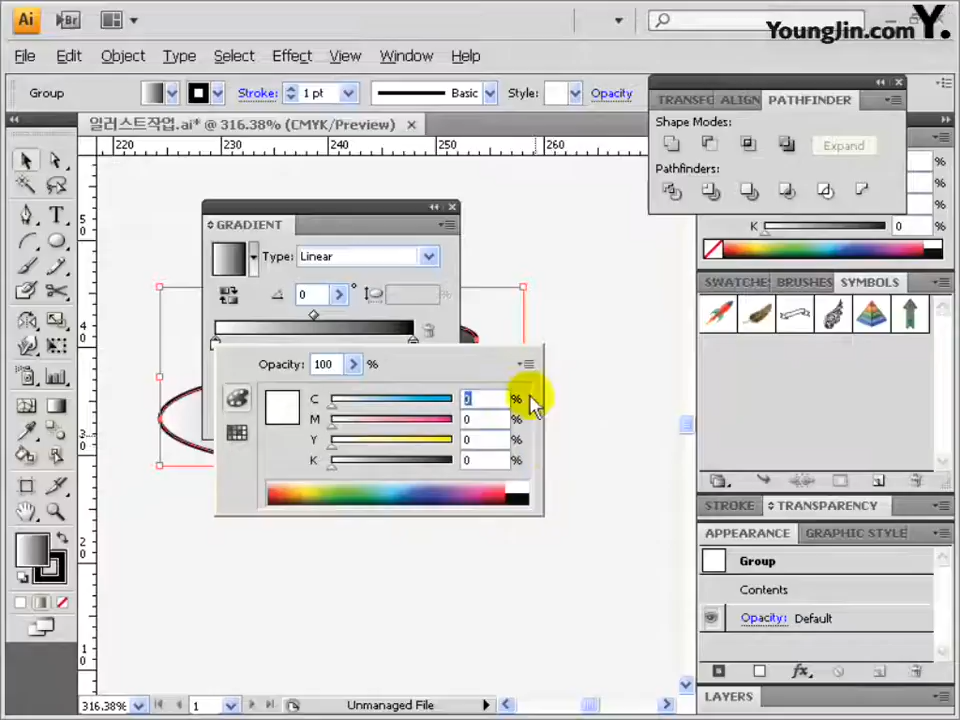 Ai
Br
YoungJin.com Y.
File Edit Object Type Select Effect View Window Help
Group
Stroke: 1 pt
Basic
Style:
Opacity
일러스트작업.ai* @ 316.38% (CMYK/Preview)
220 230 240 250 260
TRANSFC ALIGN PATHFINDER
Shape Modes:
Expand
Pathfinders:
K 0 %
GRADIENT
Type: Linear
0 °
Opacity: 100 %
C 0 %
M 0 %
Y 0 %
K 0 %
SWATCHE BRUSHES SYMBOLS
STROKE TRANSPARENCY
APPEARANCE GRAPHIC STYLE
Group
Contents
Opacity: Default
LAYERS
316.38% 1 Unmanaged File